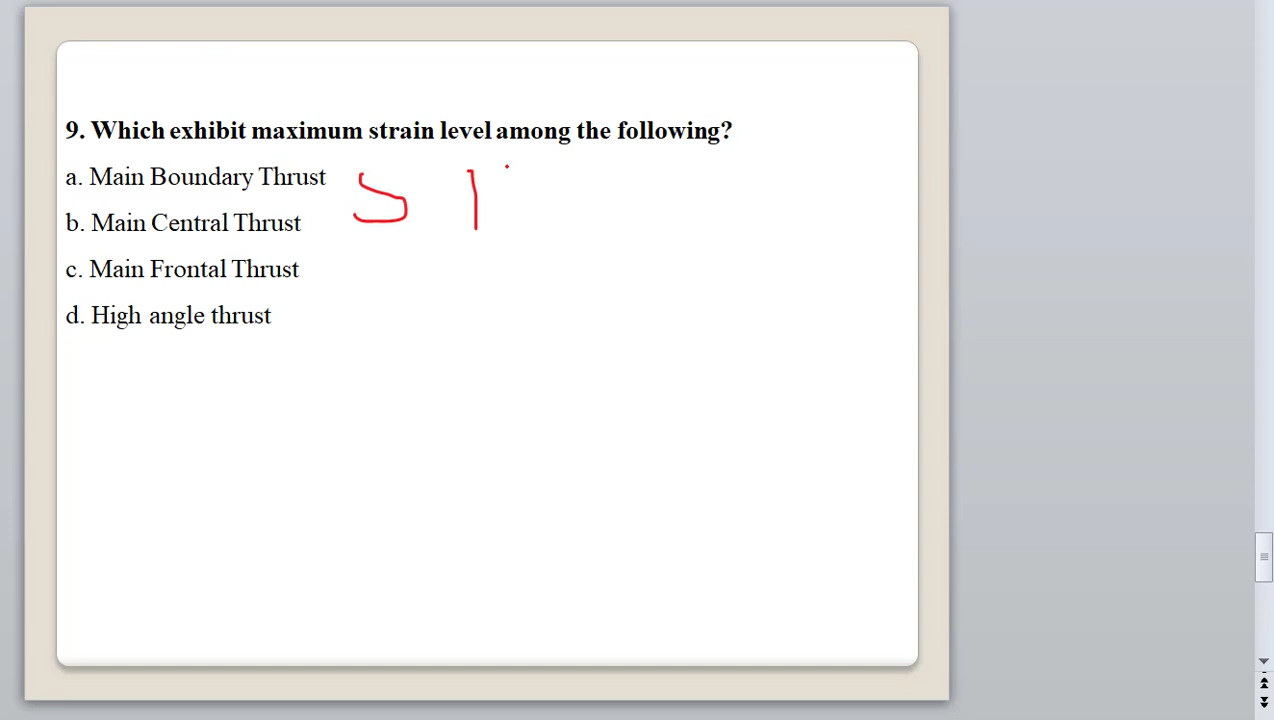 9. Which exhibit maximum strain level among the following?
a. Main Boundary Thrust
S
b. Main Central Thrust
c. Main Frontal Thrust
d. High angle thrust